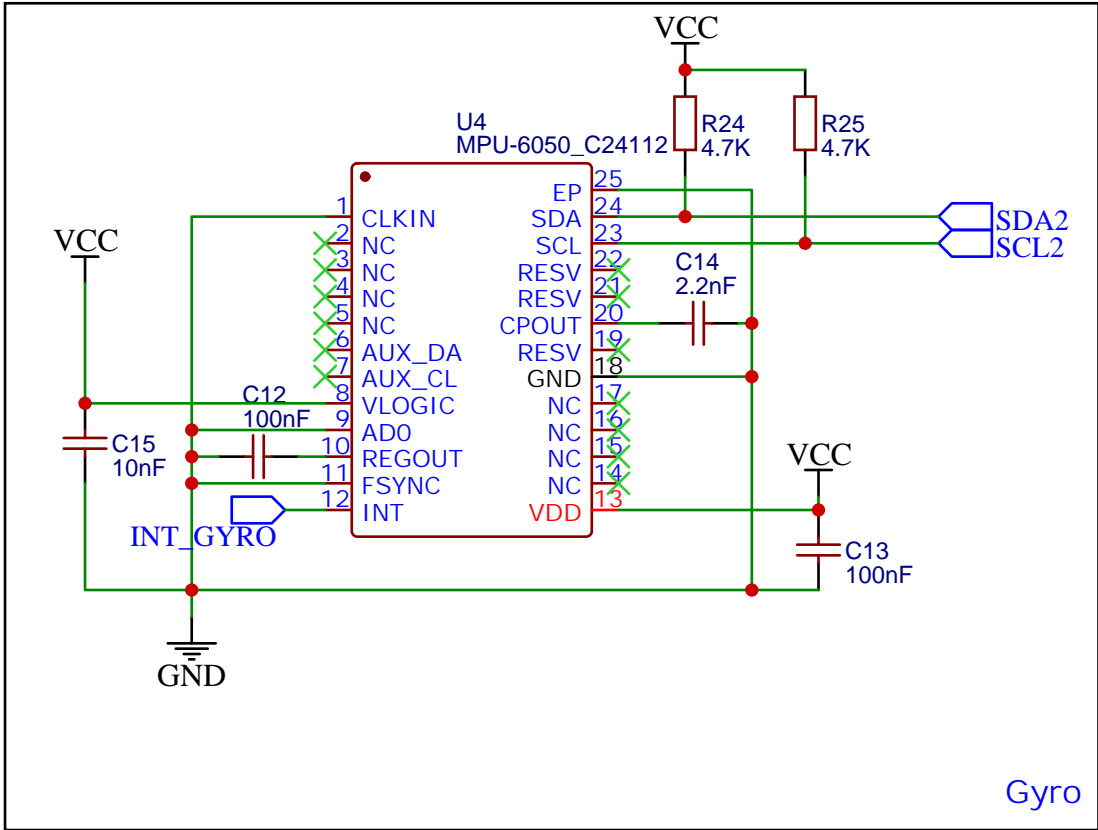 VCC
U4
MPU-6050_C24112
R24
4.7K
R25
4.7K
1
CLKIN
2
NC
3
NC
4
NC
5
NC
6
AUX_DA
7
AUX_CL
8
VLOGIC
9
AD0
10
REGOUT
11
FSYNC
12
INT
25
EP
24
SDA
23
SCL
22
RESV
21
RESV
20
CPOUT
19
RESV
18
GND
17
NC
16
NC
15
NC
14
NC
13
VDD
SDA2
SCL2
VCC
C14
2.2nF
C12
100nF
C15
10nF
INT_GYRO
VCC
C13
100nF
GND
Gyro